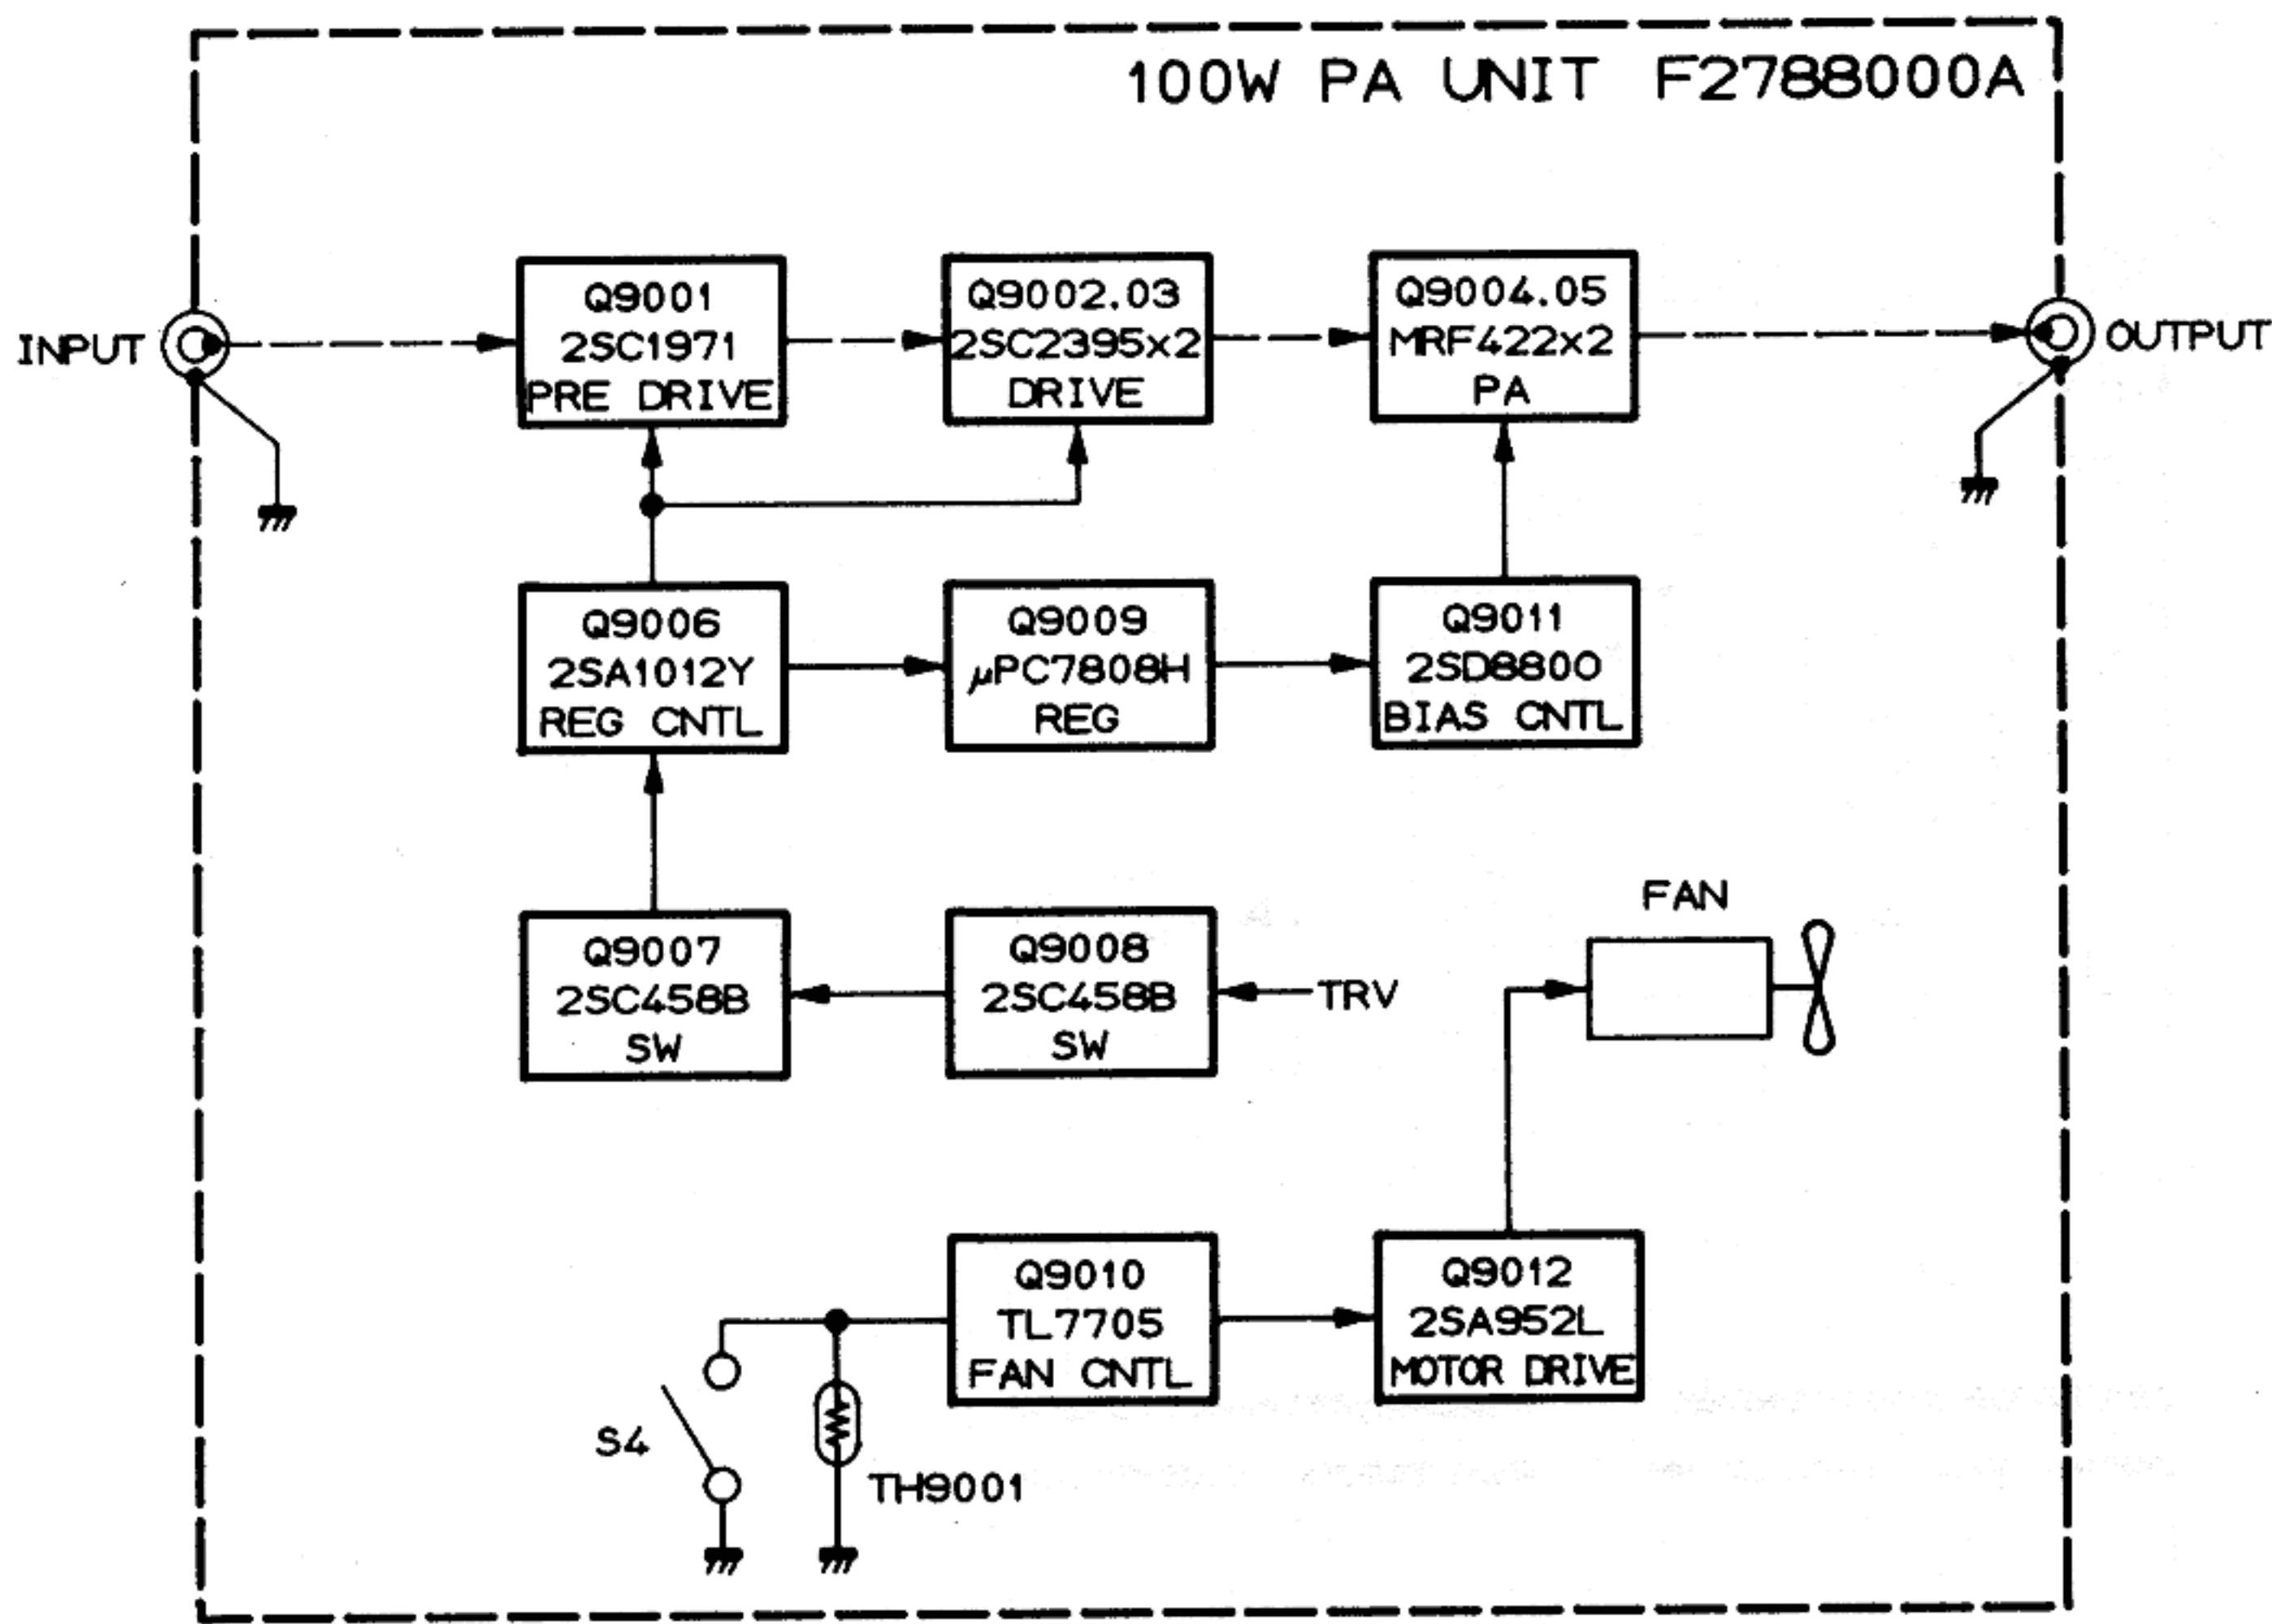 100W PA UNIT F2788000A
INPUT
Q9001
2SC1971
PRE DRIVE
Q9002.03
2SC2395x2
DRIVE
Q9004.05
MRF422x2
PA
OUTPUT
Q9006
2SA1012Y
REG CNTL
Q9009
μPC7808H
REG
Q9011
2SD880O
BIAS CNTL
Q9007
2SC458B
SW
Q9008
2SC458B
SW
TRV
FAN
Q9010
TL7705
FAN CNTL
Q9012
2SA952L
MOTOR DRIVE
S4
TH9001